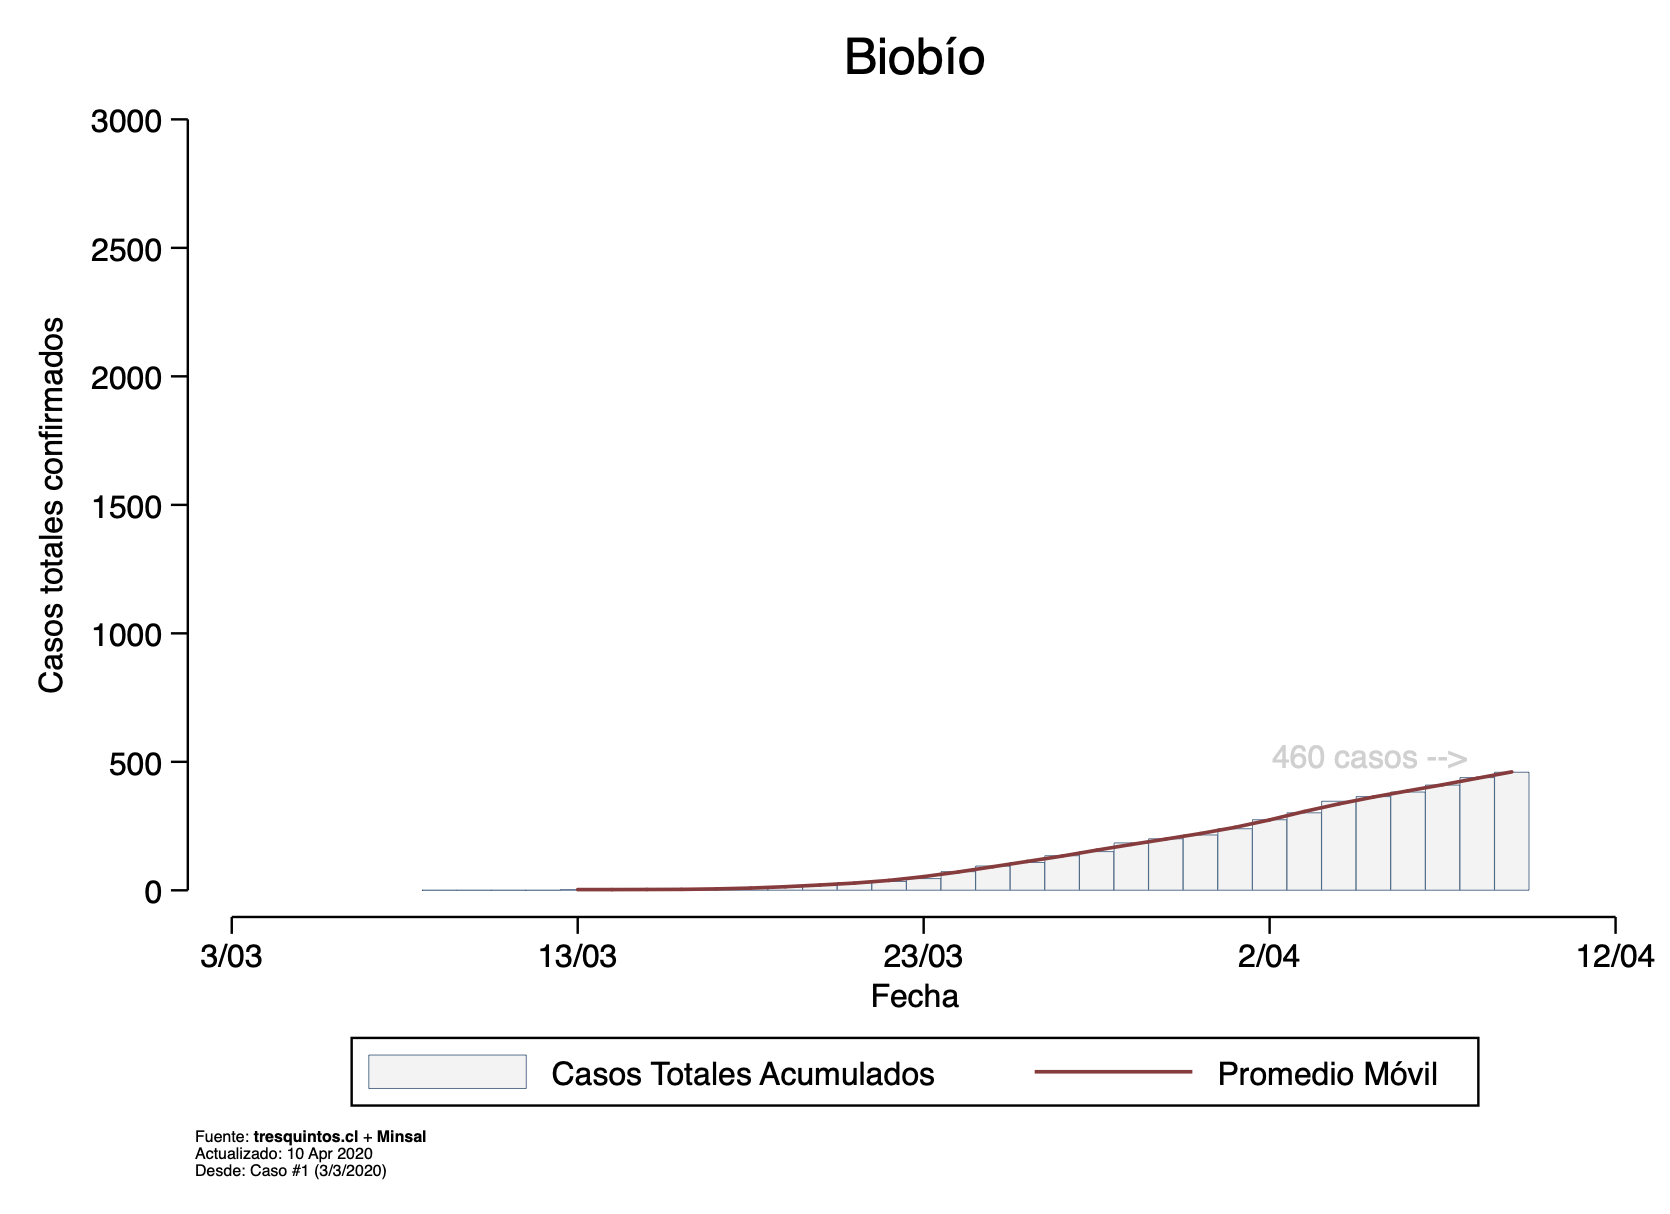 Biobío
3000
2500
2000
1500
1000
500
0
Casos totales confirmados
460 casos -->
3/03 13/03 23/03 2/04 12/04
Fecha
Casos Totales Acumulados Promedio Móvil
Fuente: tresquintos.cl + Minsal
Actualizado: 10 Apr 2020
Desde: Caso #1 (3/3/2020)